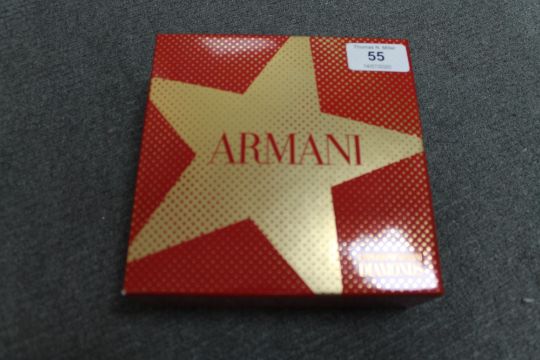 Thomas N. Miller
55
ARMANI
DIAMONDS